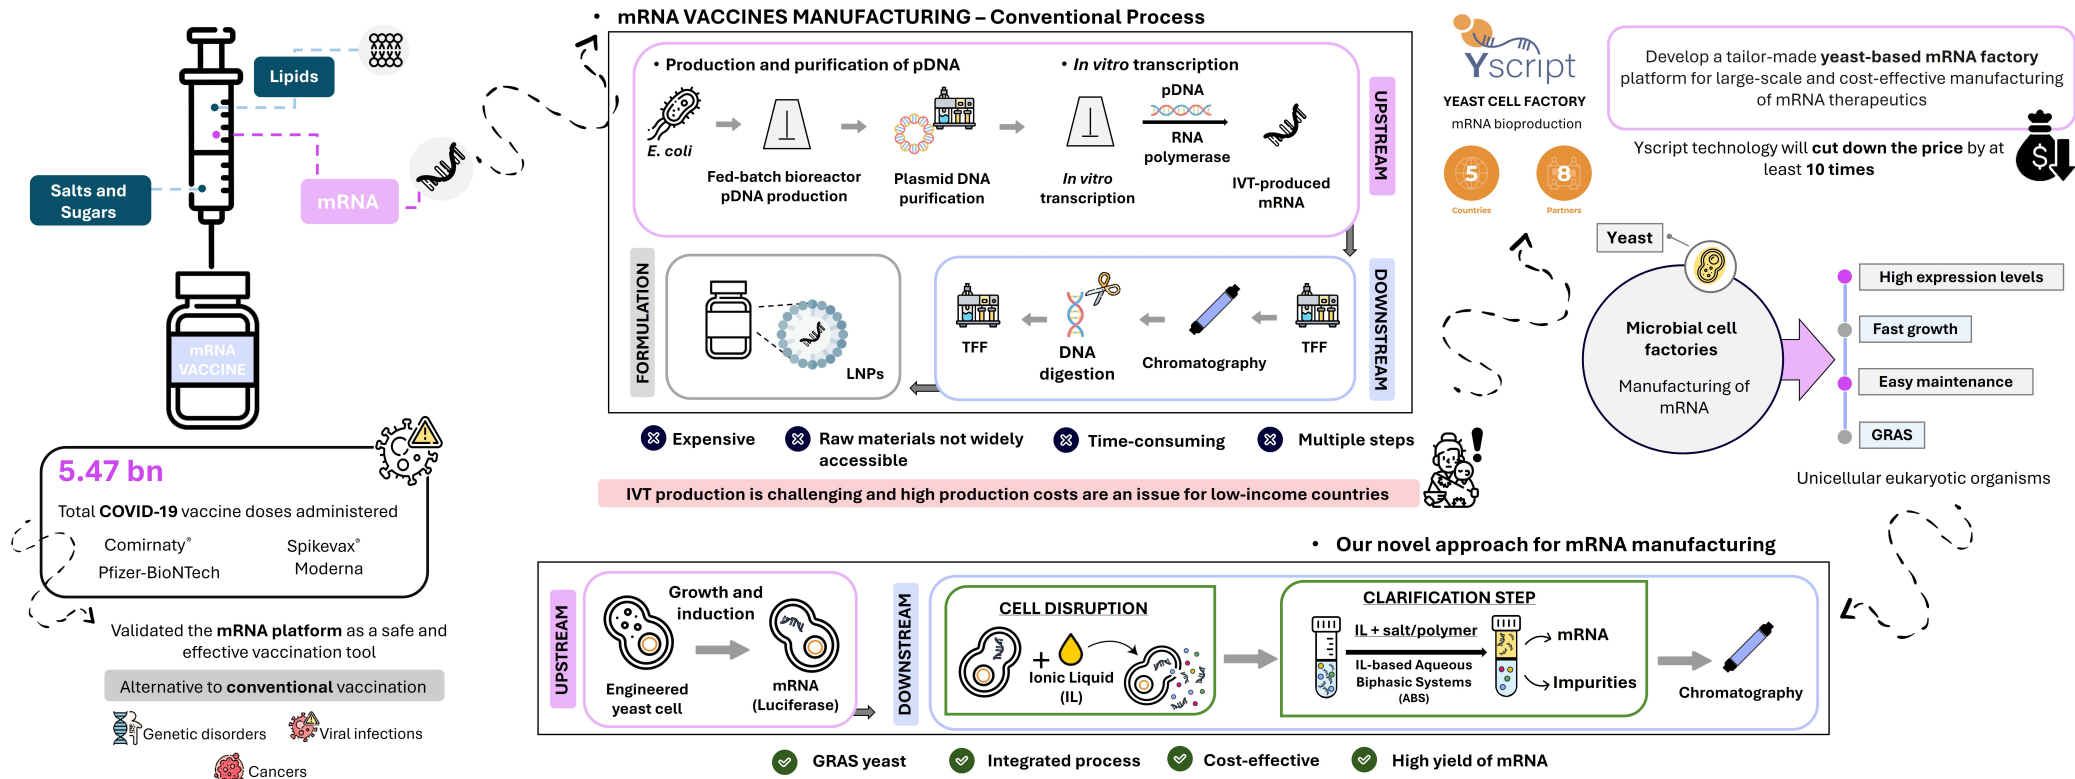 Lipids
mRNA
Salts and
Sugars
mRNA
VACCINE
5.47 bn
Total COVID-19 vaccine doses administered
Comirnaty®
Pfizer-BioNTech
Spikevax®
Moderna
Validated the mRNA platform as a safe and
effective vaccination tool
Alternative to conventional vaccination
Genetic disorders
Viral infections
Cancers
• mRNA VACCINES MANUFACTURING – Conventional Process
• Production and purification of pDNA
• In vitro transcription
E. coli
Fed-batch bioreactor
pDNA production
Plasmid DNA
purification
In vitro
transcription
pDNA
RNA
polymerase
IVT-produced
mRNA
UPSTREAM
DOWNSTREAM
TFF
Chromatography
DNA
digestion
TFF
FORMULATION
LNPs
Expensive
Raw materials not widely
accessible
Time-consuming
Multiple steps
IVT production is challenging and high production costs are an issue for low-income countries
Yscript
YEAST CELL FACTORY
mRNA bioproduction
5
Countries
8
Partners
Develop a tailor-made yeast-based mRNA factory
platform for large-scale and cost-effective manufacturing
of mRNA therapeutics
$
Yscript technology will cut down the price by at
least 10 times
Yeast
Microbial cell
factories
Manufacturing of
mRNA
High expression levels
Fast growth
Easy maintenance
GRAS
Unicellular eukaryotic organisms
• Our novel approach for mRNA manufacturing
UPSTREAM
Growth and
induction
Engineered
yeast cell
mRNA
(Luciferase)
DOWNSTREAM
CELL DISRUPTION
+
Ionic Liquid
(IL)
CLARIFICATION STEP
IL + salt/polymer
IL-based Aqueous
Biphasic Systems
(ABS)
mRNA
Impurities
Chromatography
GRAS yeast
Integrated process
Cost-effective
High yield of mRNA